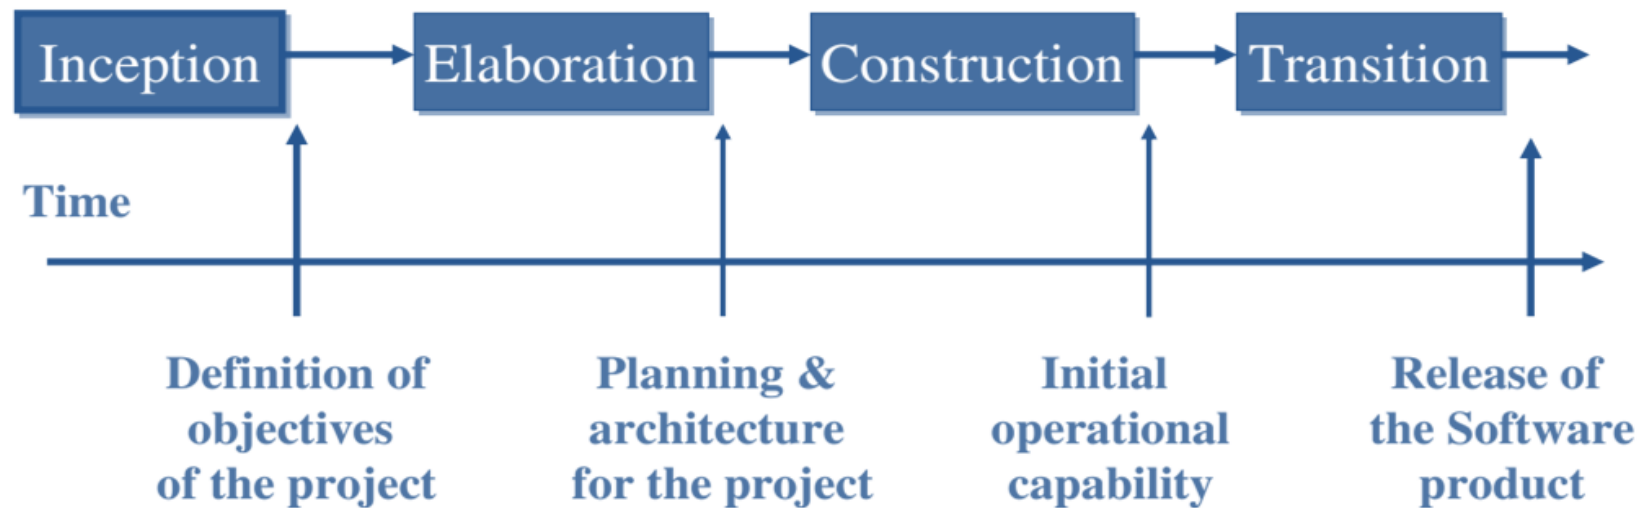 Inception
Elaboration
Construction
Transition
Time
Definition of
objectives
of the project
Planning &
architecture
for the project
Initial
operational
capability
Release of
the Software
product